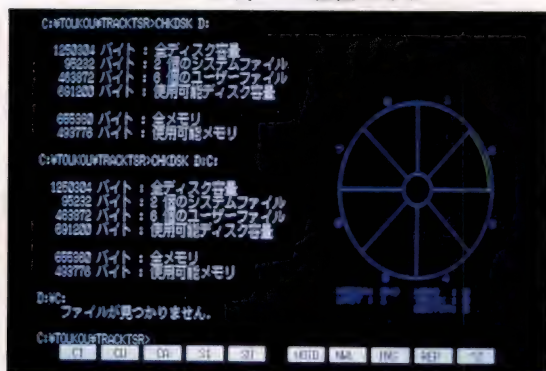 C:¥TOUKOU¥TRACKTSR>CHKDSK D:
1250304 バイト : 全ディスク容量
95232 バイト : 2 個のシステムファイル
463872 バイト : 6 個のユーザーファイル
691200 バイト : 使用可能ディスク容量
655360 バイト : 全メモリ
493776 バイト : 使用可能メモリ
C:¥TOUKOU¥TRACKTSR>CHKDSK D:C:
1250304 バイト : 全ディスク容量
95232 バイト : 2 個のシステムファイル
463872 バイト : 6 個のユーザーファイル
691200 バイト : 使用可能ディスク容量
655360 バイト : 全メモリ
493776 バイト : 使用可能メモリ
D:¥C:
ファイルが見つかりません.
C:¥TOUKOU¥TRACKTSR>
C1 CU CA S1 SU VOID NWL INS REP ^Z